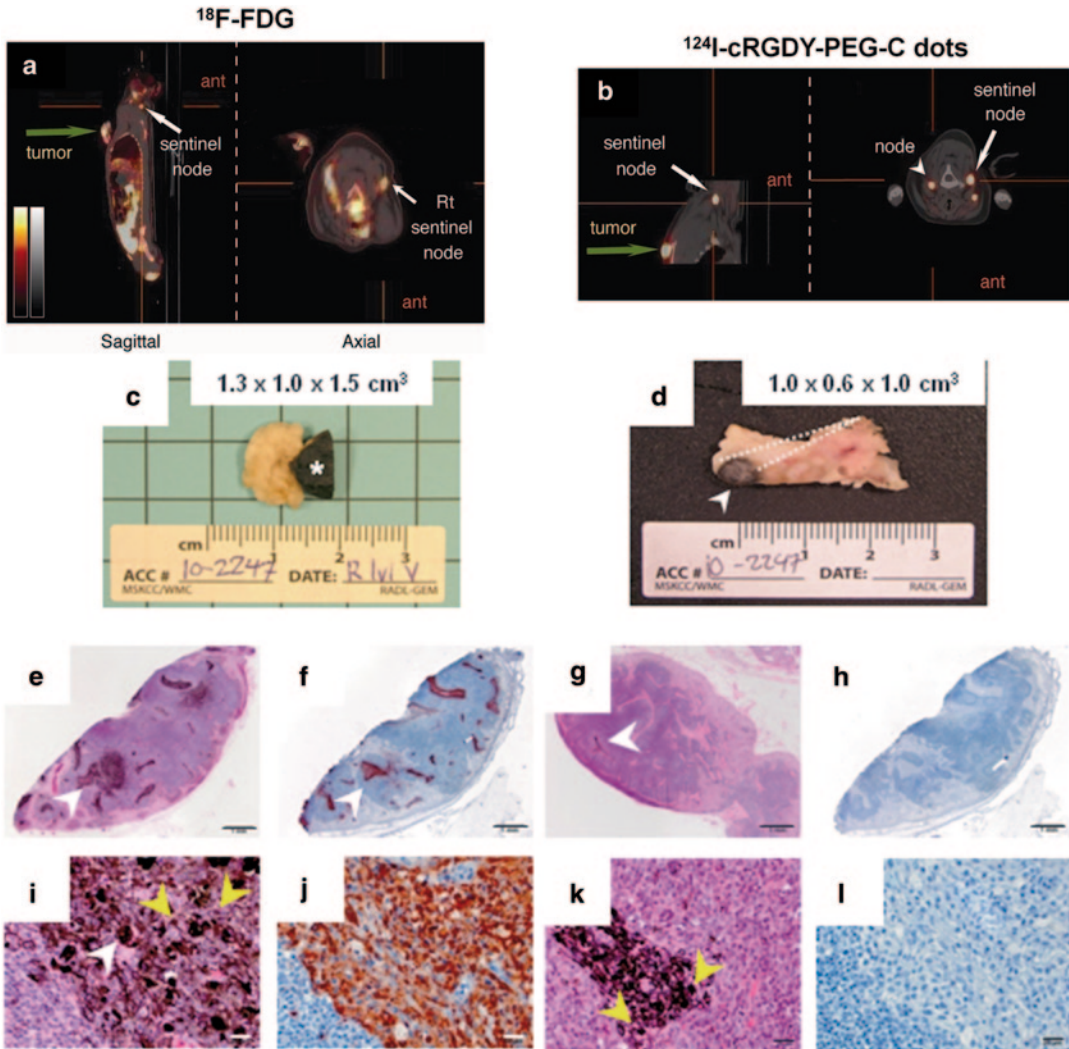 ¹⁸F-FDG
¹²⁴I-cRGDY-PEG-C dots
a
ant
sentinel
node
tumor
Rt
sentinel
node
ant
Sagittal
Axial
b
sentinel
node
ant
tumor
sentinel
node
node
ant
c
1.3 x 1.0 x 1.5 cm³
*
cm 1 2 3
ACC # 10-2247 DATE:
MSKCC/WMC RADL-GEM
d
1.0 x 0.6 x 1.0 cm³
cm 1 2 3
ACC # 10-2247 DATE:
MSKCC/WMC RADL-GEM
e
f
g
h
i
j
k
l